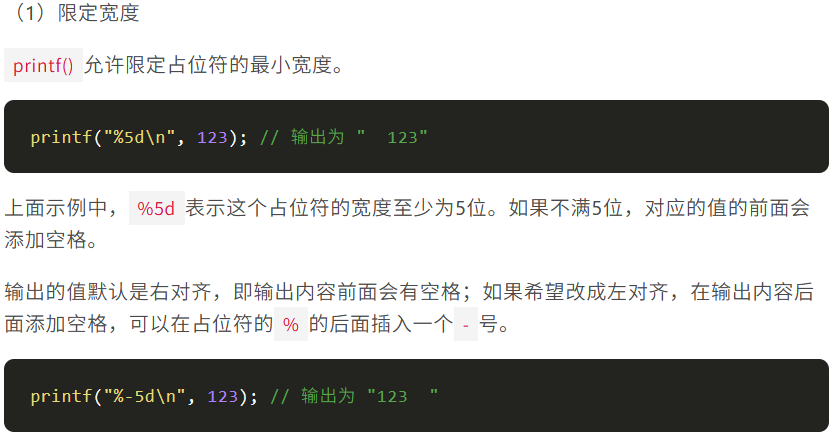 （1）限定宽度
printf()允许限定占位符的最小宽度。
printf("%5d\n", 123); // 输出为 "  123"
上面示例中，%5d表示这个占位符的宽度至少为5位。如果不满5位，对应的值的前面会
添加空格。
输出的值默认是右对齐，即输出内容前面会有空格；如果希望改成左对齐，在输出内容后
面添加空格，可以在占位符的%的后面插入一个-号。
printf("%-5d\n", 123); // 输出为 "123  "